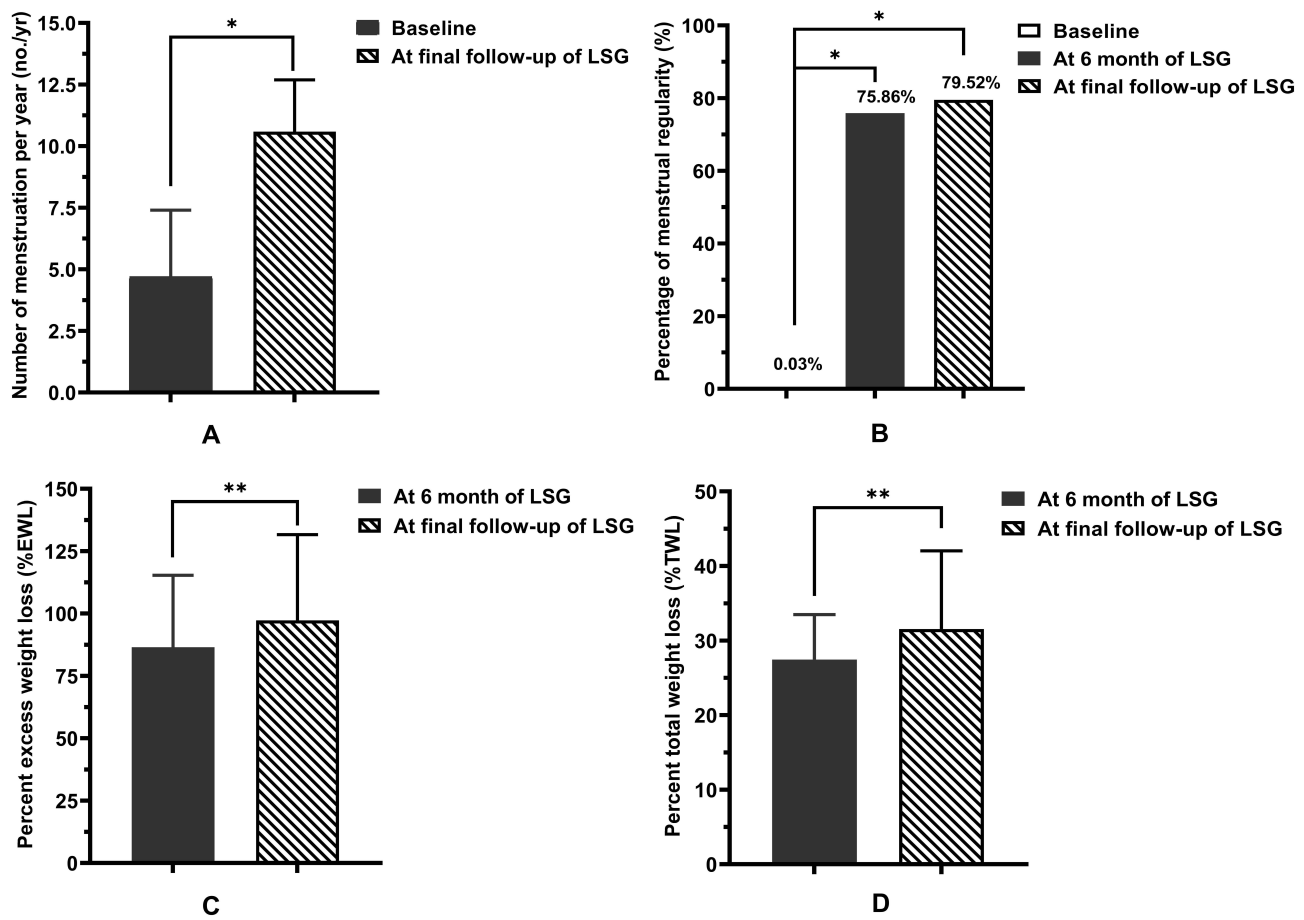 Number of menstruation per year (no./yr)
15.0
12.5
10.0
7.5
5.0
2.5
0.0
*
Baseline
At final follow-up of LSG
A
Percentage of menstrual regularity (%)
100
80
60
40
20
0
*
*
0.03%
75.86%
79.52%
Baseline
At 6 month of LSG
At final follow-up of LSG
B
Percent excess weight loss (%EWL)
150
125
100
75
50
25
0
**
At 6 month of LSG
At final follow-up of LSG
C
Percent total weight loss (%TWL)
50
40
30
20
10
0
**
At 6 month of LSG
At final follow-up of LSG
D